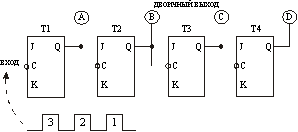 ДВОИЧНЫЙ ВЫХОД
A B C D
T1 T2 T3 T4
J Q J Q J Q J Q
ВХОД
C C C C
K K K K
3 2 1